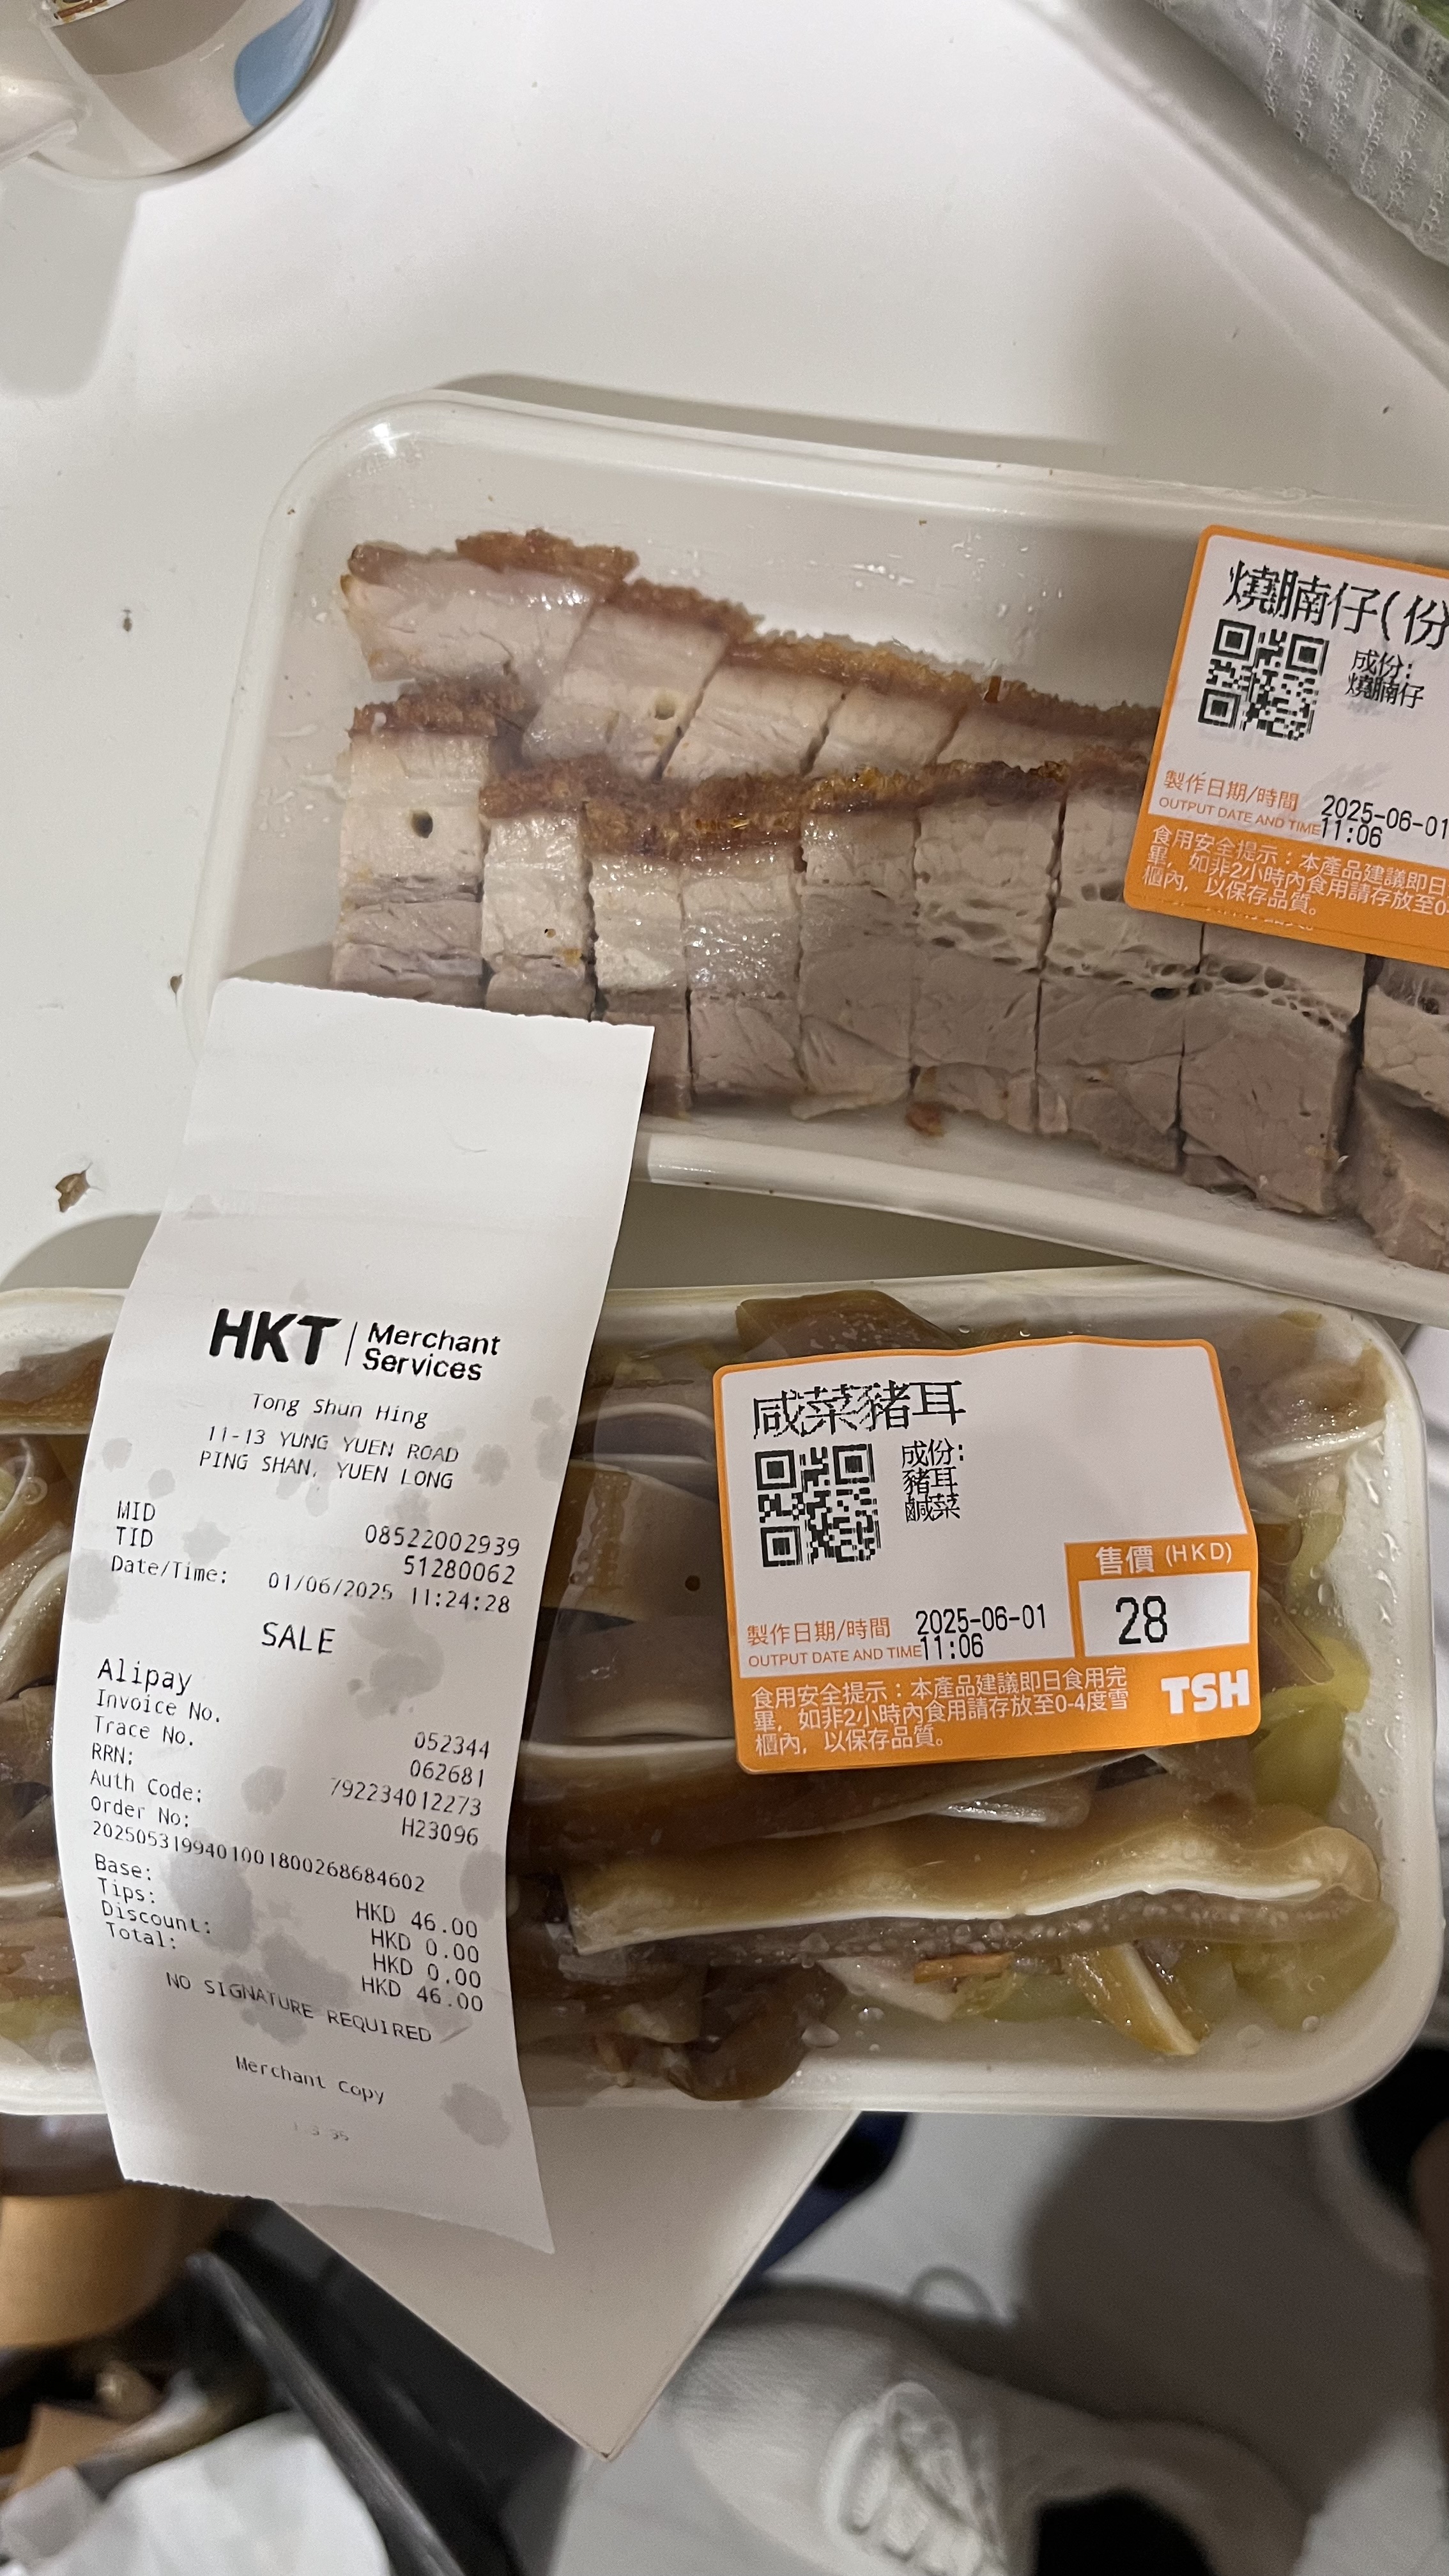 燒腩仔(份
成份:
燒腩仔
製作日期/時間
OUTPUT DATE AND TIME
2025-06-01
11:06
食用安全提示：本產品建議即日
畢，如非2小時內食用請存放至0-
櫃內，以保存品質。
HKT | Merchant Services
Tong Shun Hing
11-13 YUNG YUEN ROAD
PING SHAN, YUEN LONG
MID 08522002939
TID 51280062
Date/Time: 01/06/2025 11:24:28
SALE
Alipay
Invoice No. 052344
Trace No. 062681
RRN: 792234012273
Auth Code: H23096
Order No:
2025053199401001800268684602
Base: HKD 46.00
Tips: HKD 0.00
Discount: HKD 0.00
Total: HKD 46.00
NO SIGNATURE REQUIRED
Merchant Copy
咸菜豬耳
成份:
豬耳
鹹菜
售價 (HKD)
28
製作日期/時間
OUTPUT DATE AND TIME
2025-06-01
11:06
食用安全提示：本產品建議即日食用完
畢，如非2小時內食用請存放至0-4度雪
櫃內，以保存品質。
TSH